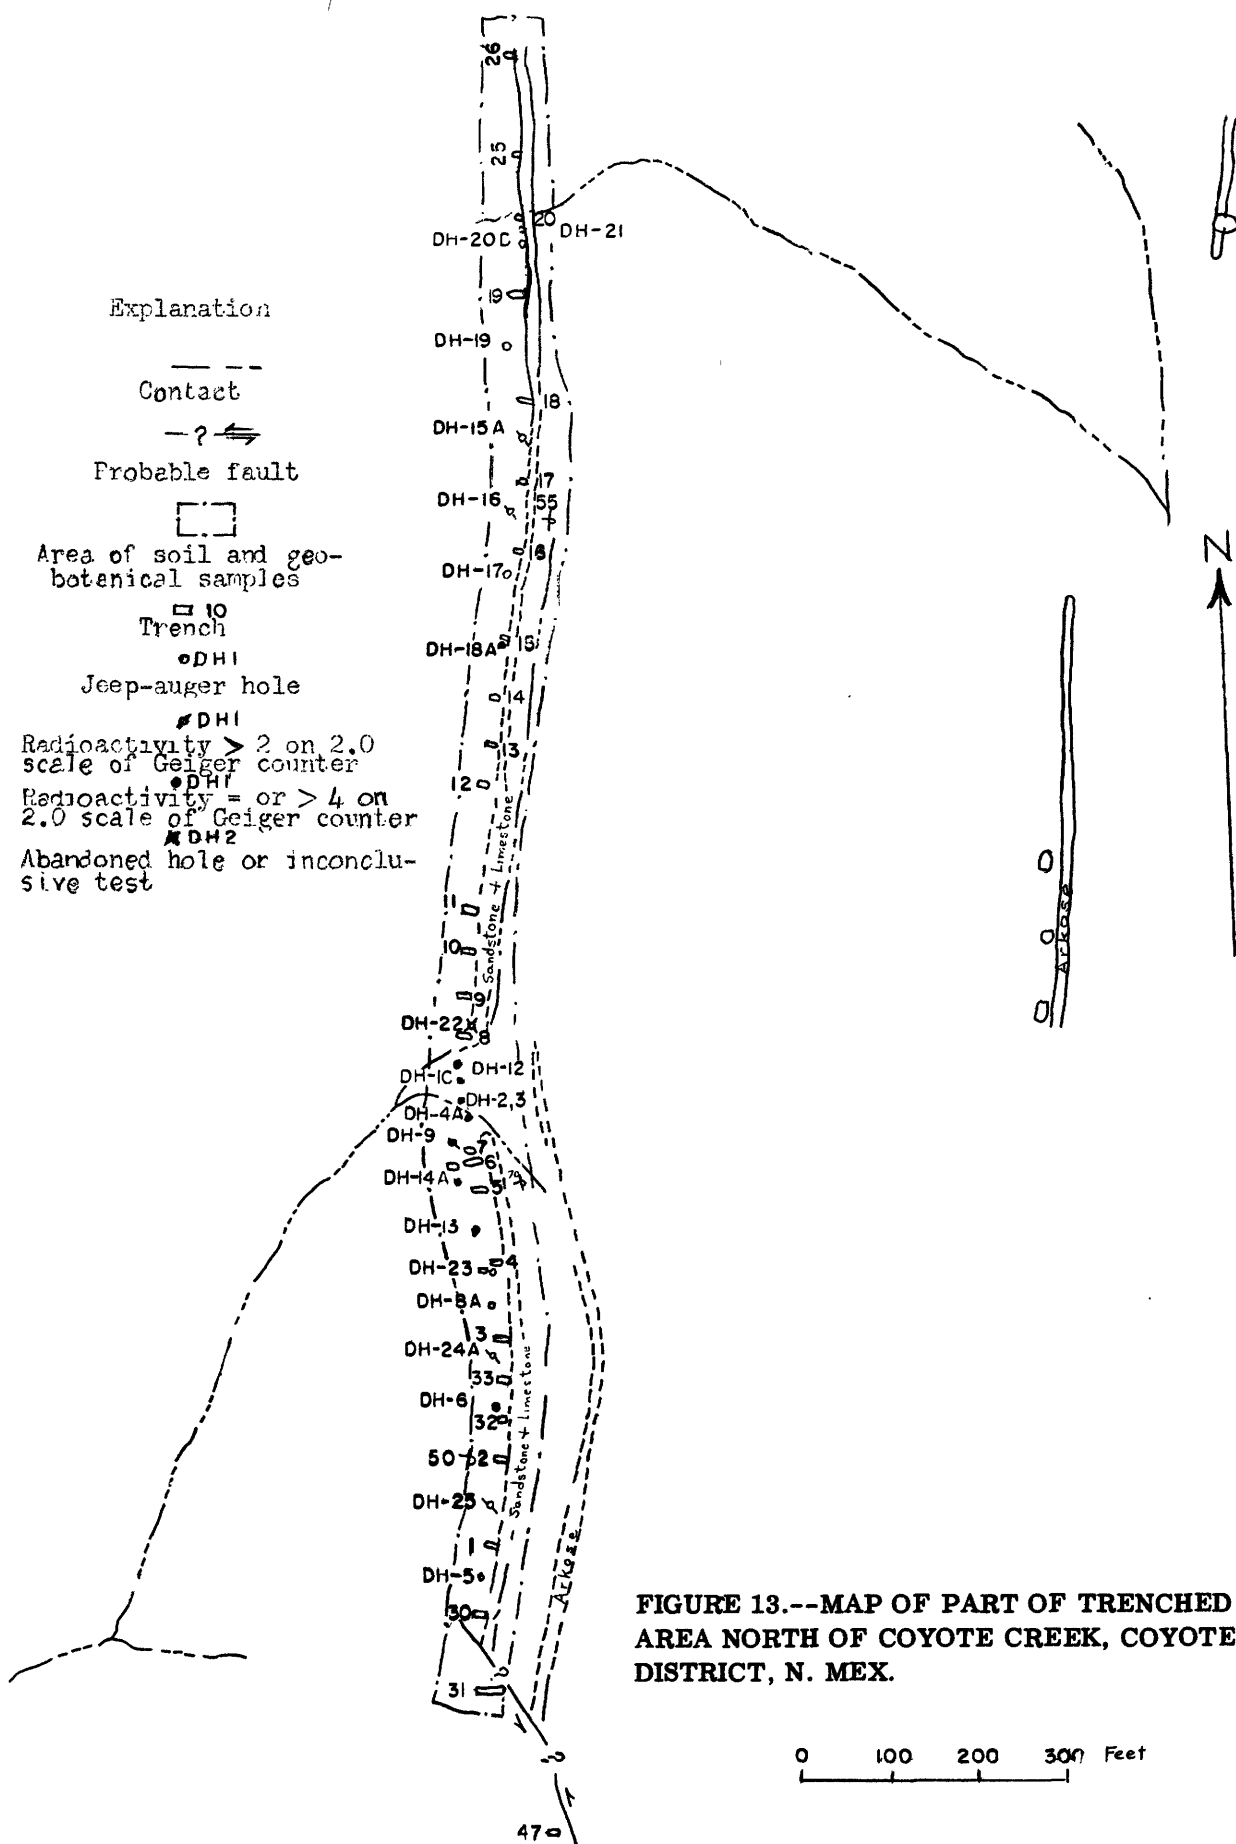 26
25
20
DH-21
DH-20
19
DH-19
18
DH-15 A
17
DH-16
55
DH-17
DH-18A
15
14
13
12
10
9
DH-22
8
DH-12
DH-1C
DH-2,3
DH-4A
DH-9
7
6
DH-14A
5
DH-13
4
DH-23
DH-8A
3
DH-24A
33
DH-6
32
50
2
DH-25
1
DH-5
30
31
47
Sandstone + Limestone
Sandstone + Limestone
Arkose
Arkose
N
Explanation
Contact
?
Probable fault
Area of soil and geo-
botanical samples
10
Trench
DH1
Jeep-auger hole
DH1
Radioactivity > 2 on 2.0
scale of Geiger counter
DH1
Radioactivity = or > 4 on
2.0 scale of Geiger counter
DH2
Abandoned hole or inconclu-
sive test
FIGURE 13.--MAP OF PART OF TRENCHED
AREA NORTH OF COYOTE CREEK, COYOTE
DISTRICT, N. MEX.
0 100 200 300 Feet